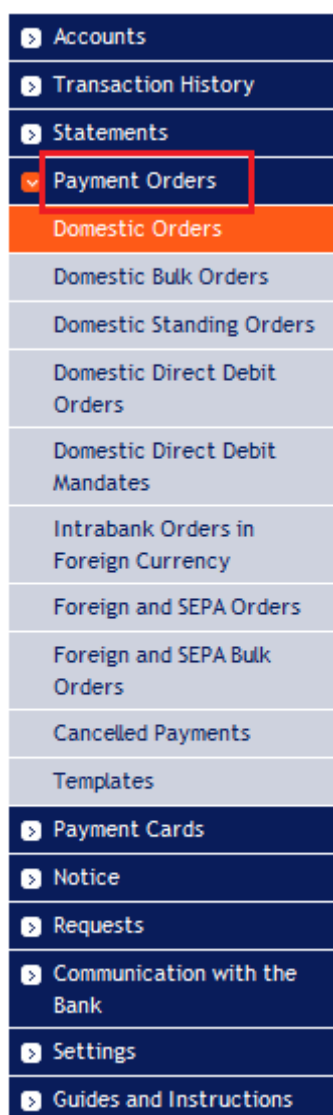 Accounts
Transaction History
Statements
Payment Orders
Domestic Orders
Domestic Bulk Orders
Domestic Standing Orders
Domestic Direct Debit
Orders
Domestic Direct Debit
Mandates
Intrabank Orders in
Foreign Currency
Foreign and SEPA Orders
Foreign and SEPA Bulk
Orders
Cancelled Payments
Templates
Payment Cards
Notice
Requests
Communication with the
Bank
Settings
Guides and Instructions